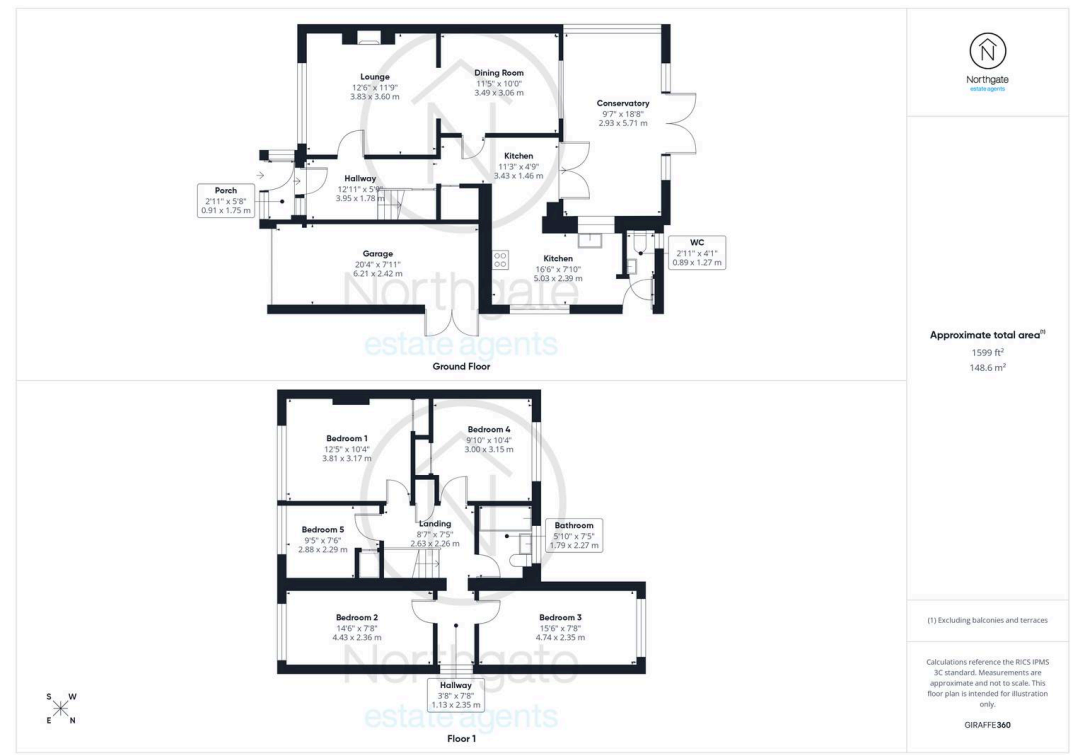 Lounge
12'6" x 11'9"
3.83 x 3.60 m
Dining Room
11'5" x 10'0"
3.49 x 3.06 m
Conservatory
9'7" x 18'8"
2.93 x 5.71 m
Kitchen
11'3" x 4'9"
3.43 x 1.46 m
Hallway
12'11" x 5'9"
3.95 x 1.78 m
Porch
2'11" x 5'8"
0.91 x 1.75 m
Garage
20'4" x 7'11"
6.21 x 2.42 m
Kitchen
16'6" x 7'10"
5.03 x 2.39 m
WC
2'11" x 4'1"
0.89 x 1.27 m
Northgate
estate agents
Ground Floor
Bedroom 1
12'5" x 10'4"
3.81 x 3.17 m
Bedroom 4
9'10" x 10'4"
3.00 x 3.15 m
Bedroom 5
9'5" x 7'6"
2.88 x 2.29 m
Landing
8'7" x 7'5"
2.63 x 2.26 m
Bathroom
5'10" x 7'5"
1.79 x 2.27 m
Bedroom 2
14'6" x 7'8"
4.43 x 2.36 m
Bedroom 3
15'6" x 7'8"
4.74 x 2.35 m
Hallway
3'8" x 7'8"
1.13 x 2.35 m
Northgate
estate agents
Floor 1
S W
E N
Northgate
estate agents
Approximate total area(1)
1599 ft²
148.6 m²
(1) Excluding balconies and terraces
Calculations reference the RICS IPMS
3C standard. Measurements are
approximate and not to scale. This
floor plan is intended for illustration
only.
GIRAFFE360